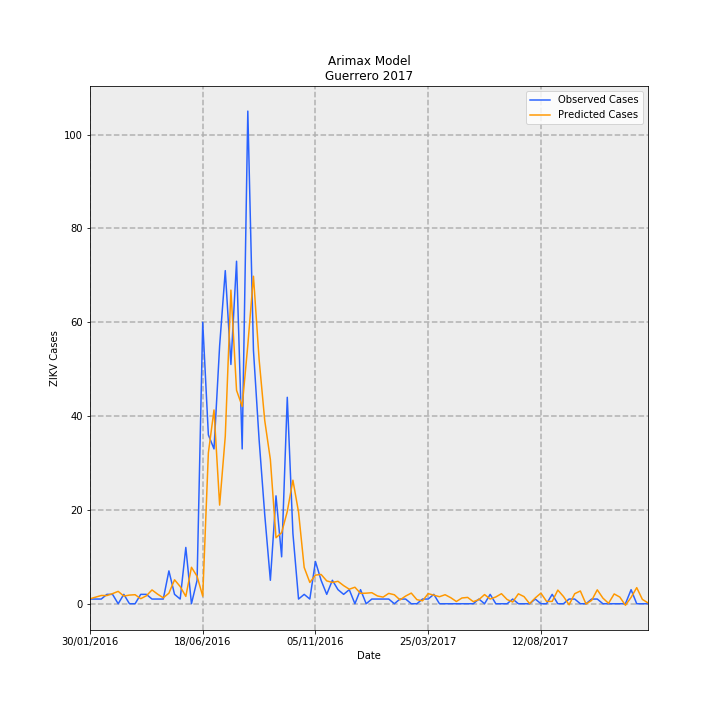 Arimax Model
Guerrero 2017
Observed Cases
Predicted Cases
100
80
60
40
20
0
ZIKV Cases
30/01/2016 18/06/2016 05/11/2016 25/03/2017 12/08/2017
Date